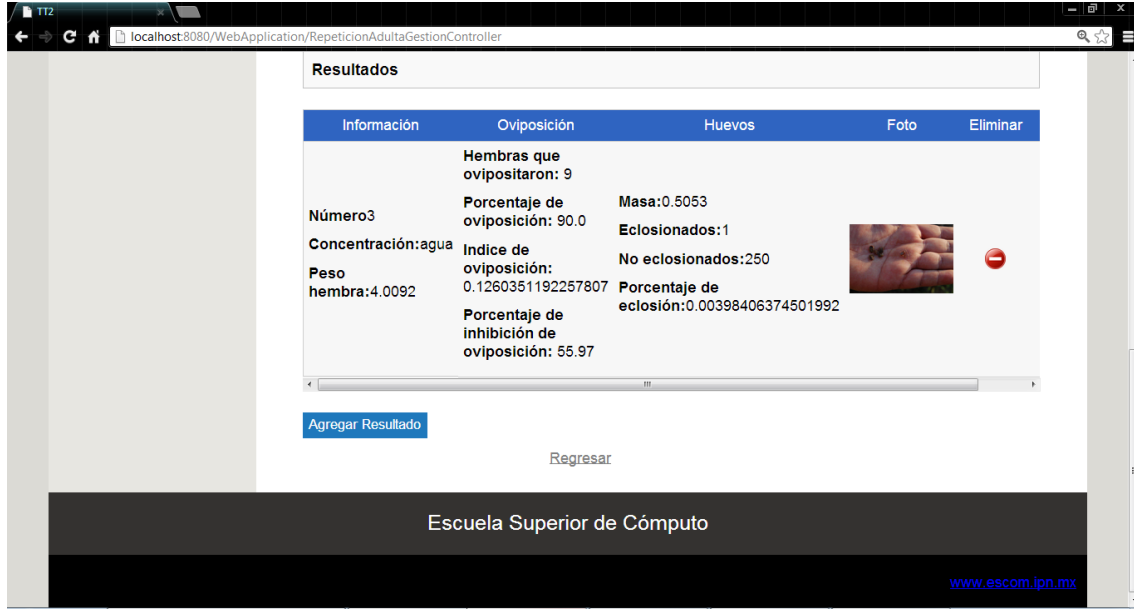 TT2
localhost:8080/WebApplication/RepeticionAdultaGestionController
Resultados
Información Oviposición Huevos Foto Eliminar
Número3
Concentración:agua
Peso
hembra:4.0092
Hembras que
ovipositaron: 9
Porcentaje de
oviposición: 90.0
Indice de
oviposición:
0.1260351192257807
Porcentaje de
inhibición de
oviposición: 55.97
Masa:0.5053
Eclosionados:1
No eclosionados:250
Porcentaje de
eclosión:0.00398406374501992
Agregar Resultado
Regresar
Escuela Superior de Cómputo
www.escom.ipn.mx